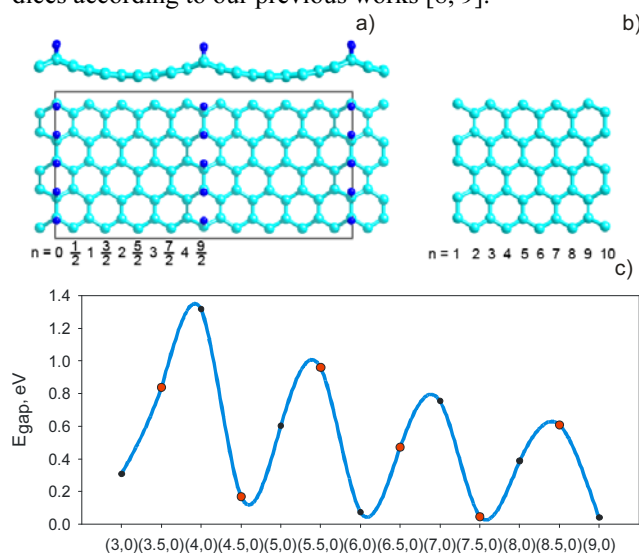 dices according to our previous works [8, 9].
a)
b)
n = 0 1/2 1 3/2 2 5/2 3 7/2 4 9/2
n = 1 2 3 4 5 6 7 8 9 10
c)
1.4
1.2
1.0
0.8
0.6
0.4
0.2
0.0
Egap, eV
(3,0)(3.5,0)(4,0)(4.5,0)(5,0)(5.5,0)(6,0)(6.5,0)(7,0)(7.5,0)(8,0)(8.5,0)(9,0)